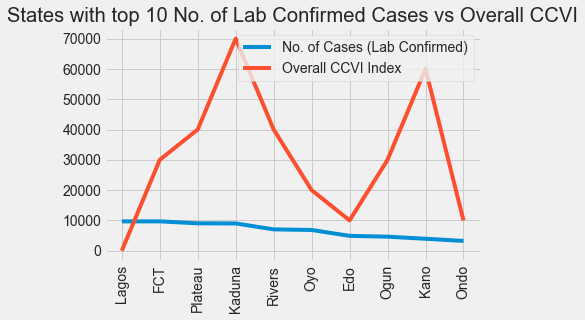 States with top 10 No. of Lab Confirmed Cases vs Overall CCVI
No. of Cases (Lab Confirmed)
Overall CCVI Index
70000
60000
50000
40000
30000
20000
10000
0
Lagos
FCT
Plateau
Kaduna
Rivers
Oyo
Edo
Ogun
Kano
Ondo